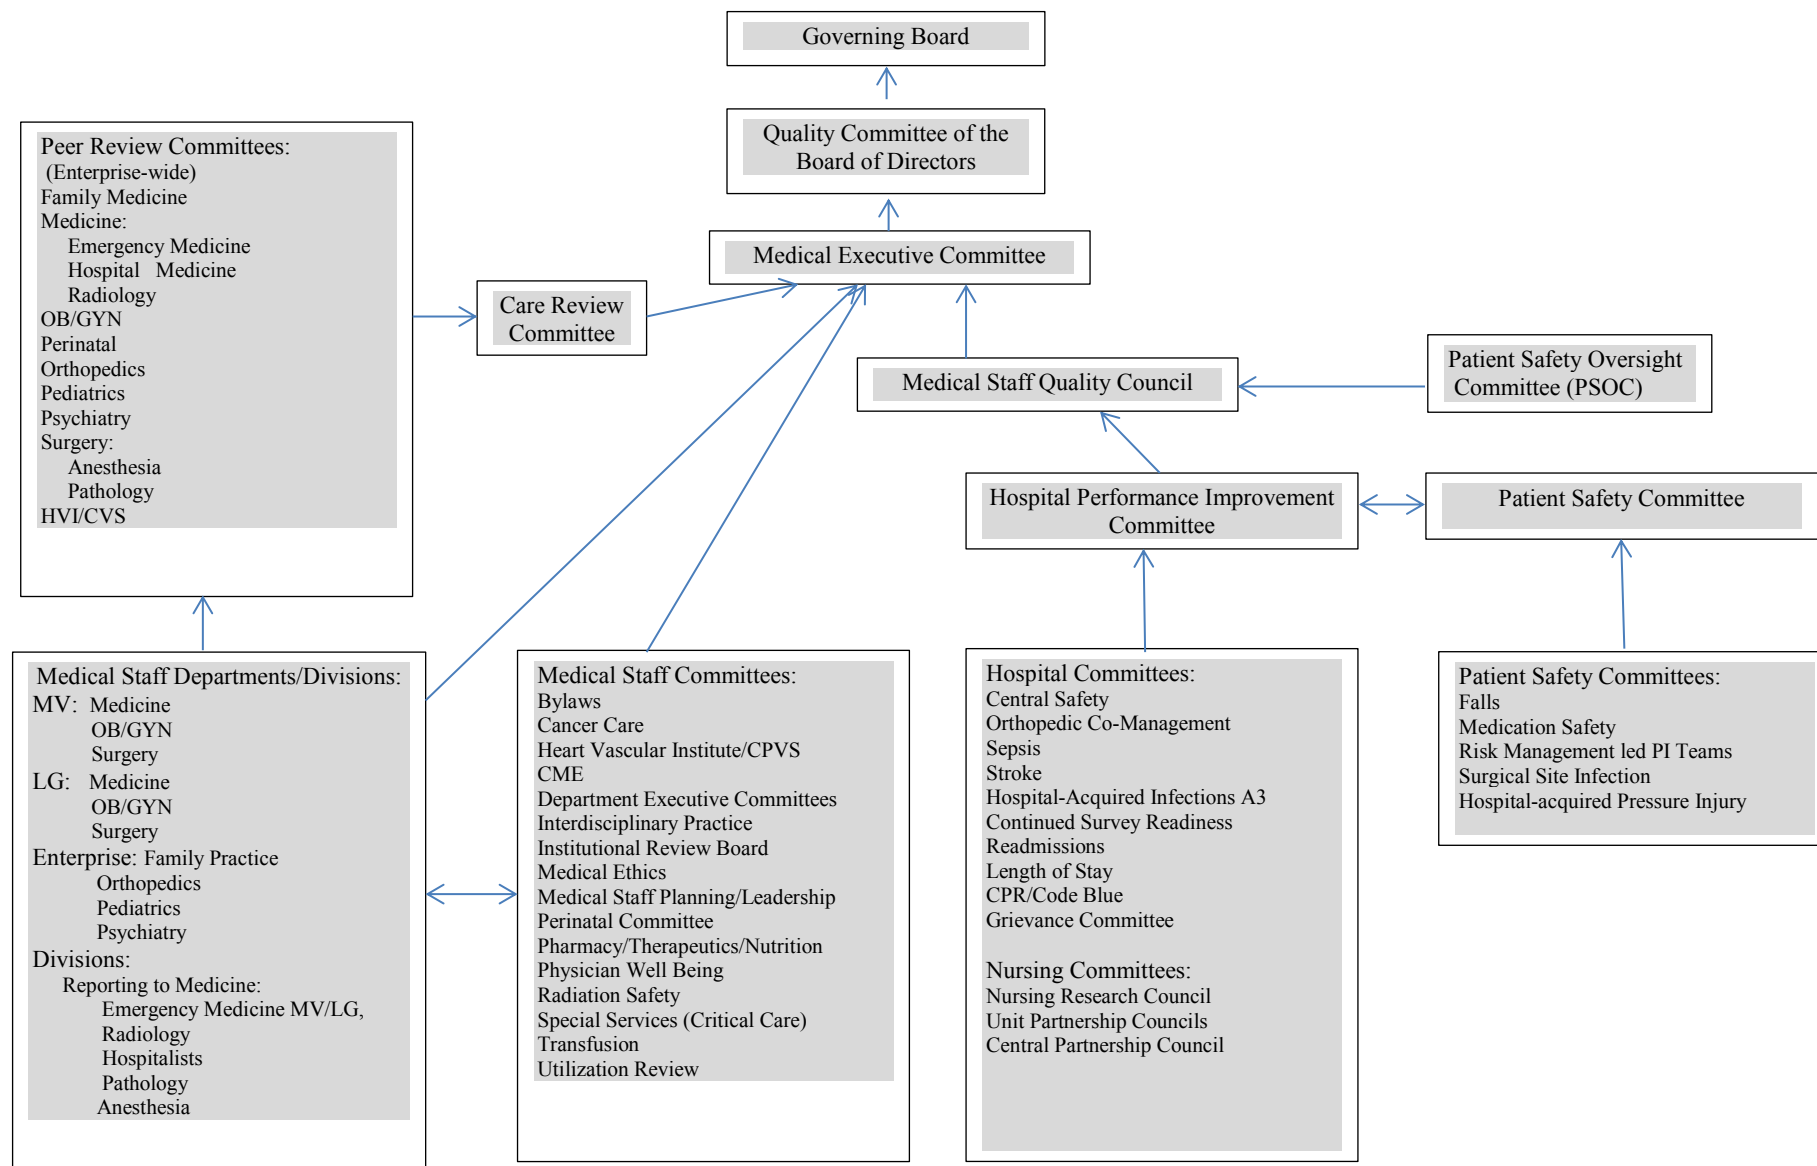 Governing Board
Quality Committee of the
Board of Directors
Medical Executive Committee
Peer Review Committees:
(Enterprise-wide)
Family Medicine
Medicine:
Emergency Medicine
Hospital Medicine
Radiology
OB/GYN
Perinatal
Orthopedics
Pediatrics
Psychiatry
Surgery:
Anesthesia
Pathology
HVI/CVS
Care Review
Committee
Medical Staff Quality Council
Patient Safety Oversight
Committee (PSOC)
Hospital Performance Improvement
Committee
Patient Safety Committee
Medical Staff Departments/Divisions:
MV: Medicine
OB/GYN
Surgery
LG: Medicine
OB/GYN
Surgery
Enterprise: Family Practice
Orthopedics
Pediatrics
Psychiatry
Divisions:
Reporting to Medicine:
Emergency Medicine MV/LG,
Radiology
Hospitalists
Pathology
Anesthesia
Medical Staff Committees:
Bylaws
Cancer Care
Heart Vascular Institute/CPVS
CME
Department Executive Committees
Interdisciplinary Practice
Institutional Review Board
Medical Ethics
Medical Staff Planning/Leadership
Perinatal Committee
Pharmacy/Therapeutics/Nutrition
Physician Well Being
Radiation Safety
Special Services (Critical Care)
Transfusion
Utilization Review
Hospital Committees:
Central Safety
Orthopedic Co-Management
Sepsis
Stroke
Hospital-Acquired Infections A3
Continued Survey Readiness
Readmissions
Length of Stay
CPR/Code Blue
Grievance Committee
Nursing Committees:
Nursing Research Council
Unit Partnership Councils
Central Partnership Council
Patient Safety Committees:
Falls
Medication Safety
Risk Management led PI Teams
Surgical Site Infection
Hospital-acquired Pressure Injury